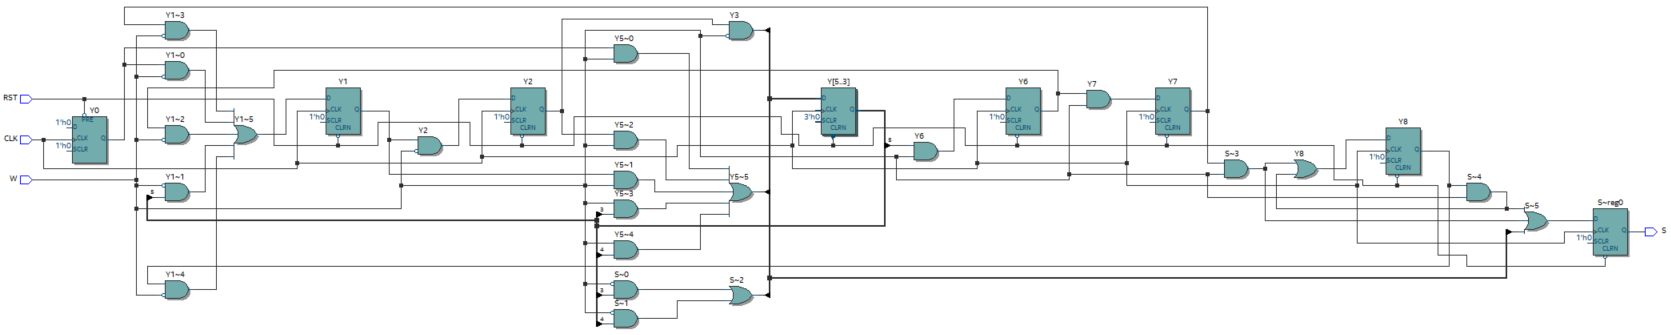 Y1~3
Y3
Y5~0
Y1~0
Y1
Y2
Y[5..3]
Y6
Y7
Y7
RST
Y0
PRE
1'h0 D
CLK Q
1'h0 SCLR
D
CLK Q
1'h0 SCLR
CLRN
D
CLK Q
1'h0 SCLR
CLRN
D
CLK Q
3'h0 SCLR
CLRN
D
CLK Q
1'h0 SCLR
CLRN
D
CLK Q
1'h0 SCLR
CLRN
Y1~2
Y1~5
Y2
Y5~2
Y6
Y8
D
CLK Q
1'h0 SCLR
CLRN
CLK
W
Y1~1
5
Y5~1
Y5~5
Y5~3
3
S~3
Y8
S~4
S~5
S~reg0
D
CLK Q
1'h0 SCLR
CLRN
S
Y5~4
4
Y1~4
S~0
3
S~2
S~1
4